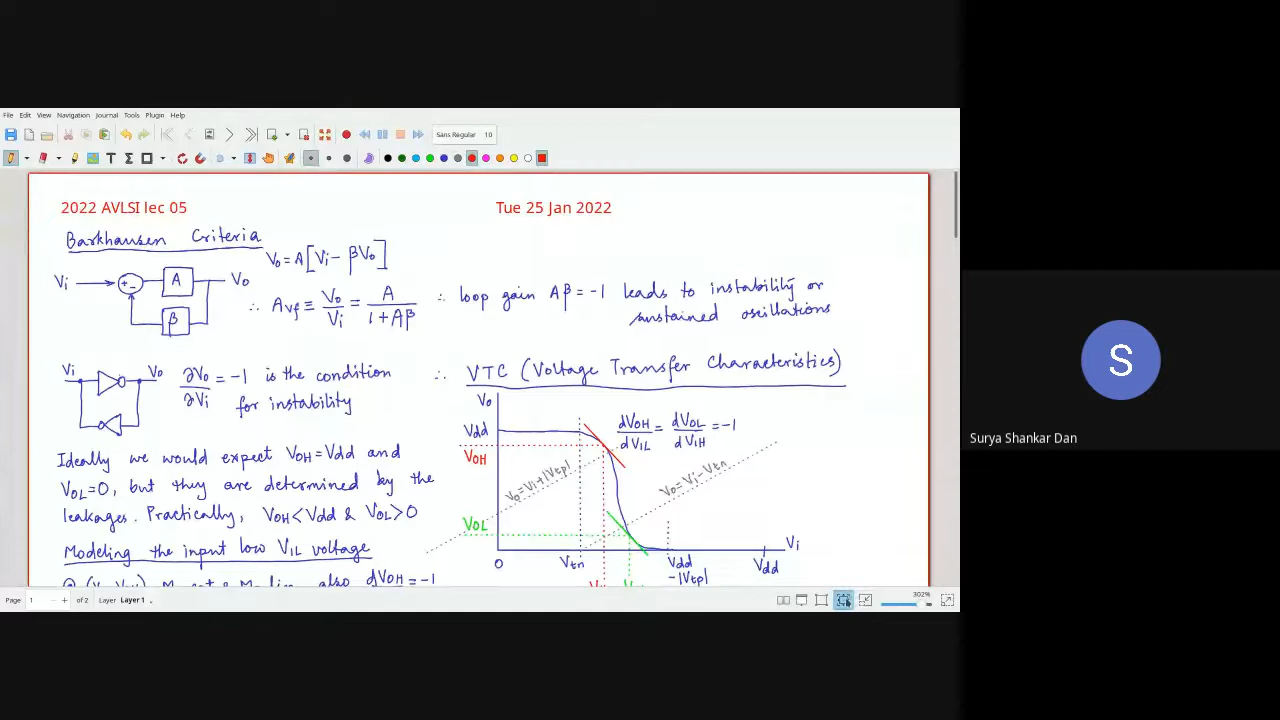 File Edit View Navigation Journal Tools Plugin Help
Sans Regular 10
2022 AVLSI lec 05
Tue 25 Jan 2022
Barkhausen Criteria
Vi
+
-
A
Vo
β
Vo = A[Vi - βVo]
∴ Avf ≡ Vo/Vi = A/(1 + Aβ)
∴ loop gain Aβ = -1 leads to instability or
sustained oscillations
Vi
Vo
∂Vo/∂Vi = -1 is the condition
for instability
Ideally we would expect VOH = Vdd and
VOL = 0, but they are determined by the
leakages. Practically, VOH < Vdd & VOL > 0
Modeling the input low VIL voltage
also dVOH = -1
∴ VTC (Voltage Transfer Characteristics)
Vo
Vdd
VOH
dVOH/dVIL = dVOL/dVIH = -1
Vo = Vi + |Vtp|
Vo = Vi - Vtn
VOL
Vi
0
Vtn
Vdd
-|Vtp|
Vdd
Page 1 of 2 Layer Layer 1
302%
S
Surya Shankar Dan